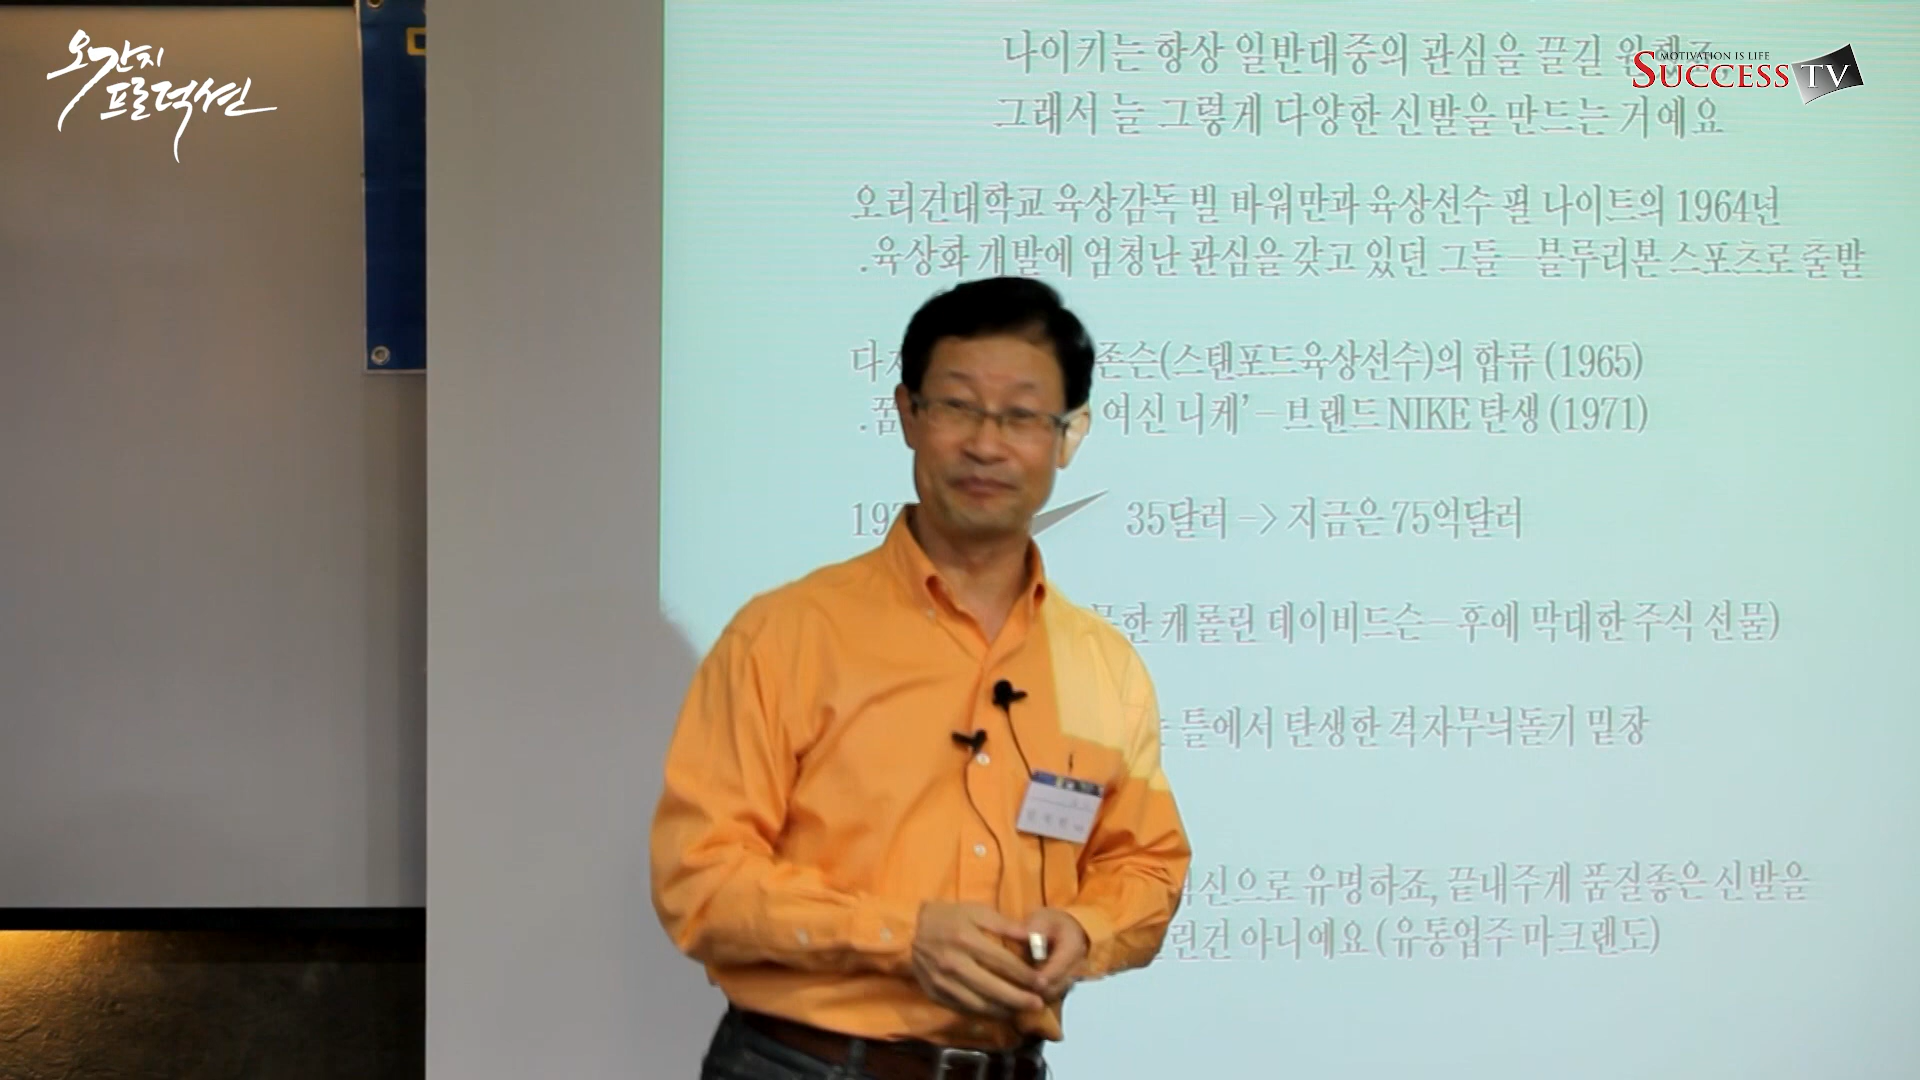 오간지
프로덕션
MOTIVATION IS LIFE
SUCCESS TV
나이키는 항상 일반대중의 관심을 끌길
그래서 늘 그렇게 다양한 신발을 만드는 거예요
오리건대학교 육상감독 빌 바워만과 육상선수 필 나이트의 1964년
.육상화 개발에 엄청난 관심을 갖고 있던 그들-블루리본 스포츠로 출발
존슨(스탠포드육상선수)의 합류 (1965)
여신 니케’ - 브랜드 NIKE 탄생 (1971)
35달러 -> 지금은 75억달러
캐롤린 데이비드슨- 후에 막대한 주식 선물)
틀에서 탄생한 격자무늬돌기 밑창
유명하죠, 끝내주게 품질좋은 신발을
아니예요 (유통업주 마크랜도)